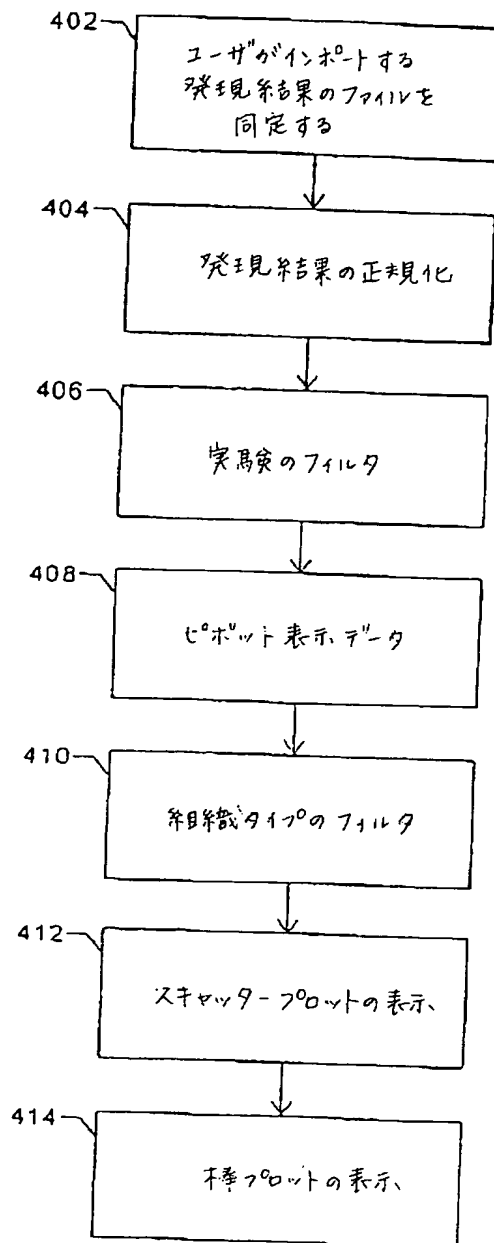 402
ユーザがインポートする
発現結果のファイルを
同定する
404
発現結果の正規化
406
実験のフィルタ
408
ピボット表示データ
410
組織タイプのフィルタ
412
スキャッタープロットの表示
414
棒プロットの表示